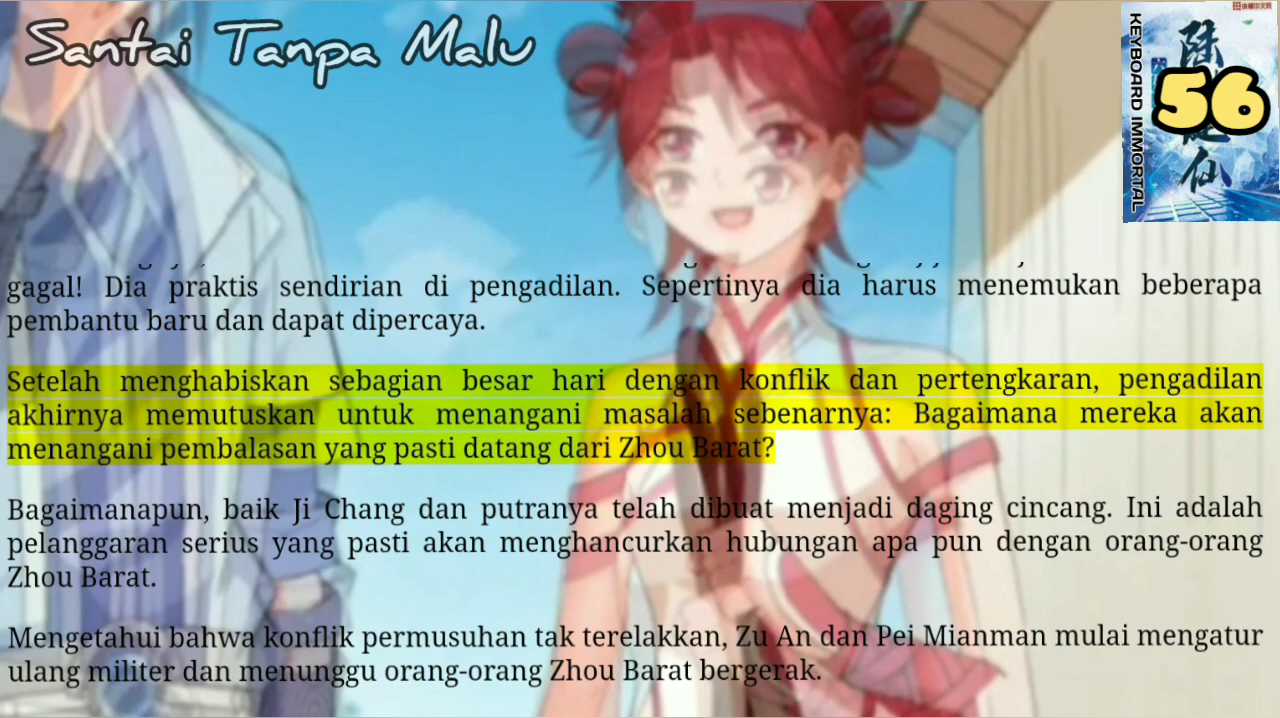 Santai Tanpa Malu
KEYBOARD IMMORTAL
56
gagal! Dia praktis sendirian di pengadilan. Sepertinya dia harus menemukan beberapa
pembantu baru dan dapat dipercaya.
Setelah menghabiskan sebagian besar hari dengan konflik dan pertengkaran, pengadilan
akhirnya memutuskan untuk menangani masalah sebenarnya: Bagaimana mereka akan
menangani pembalasan yang pasti datang dari Zhou Barat?
Bagaimanapun, baik Ji Chang dan putranya telah dibuat menjadi daging cincang. Ini adalah
pelanggaran serius yang pasti akan menghancurkan hubungan apa pun dengan orang-orang
Zhou Barat.
Mengetahui bahwa konflik permusuhan tak terelakkan, Zu An dan Pei Mianman mulai mengatur
ulang militer dan menunggu orang-orang Zhou Barat bergerak.